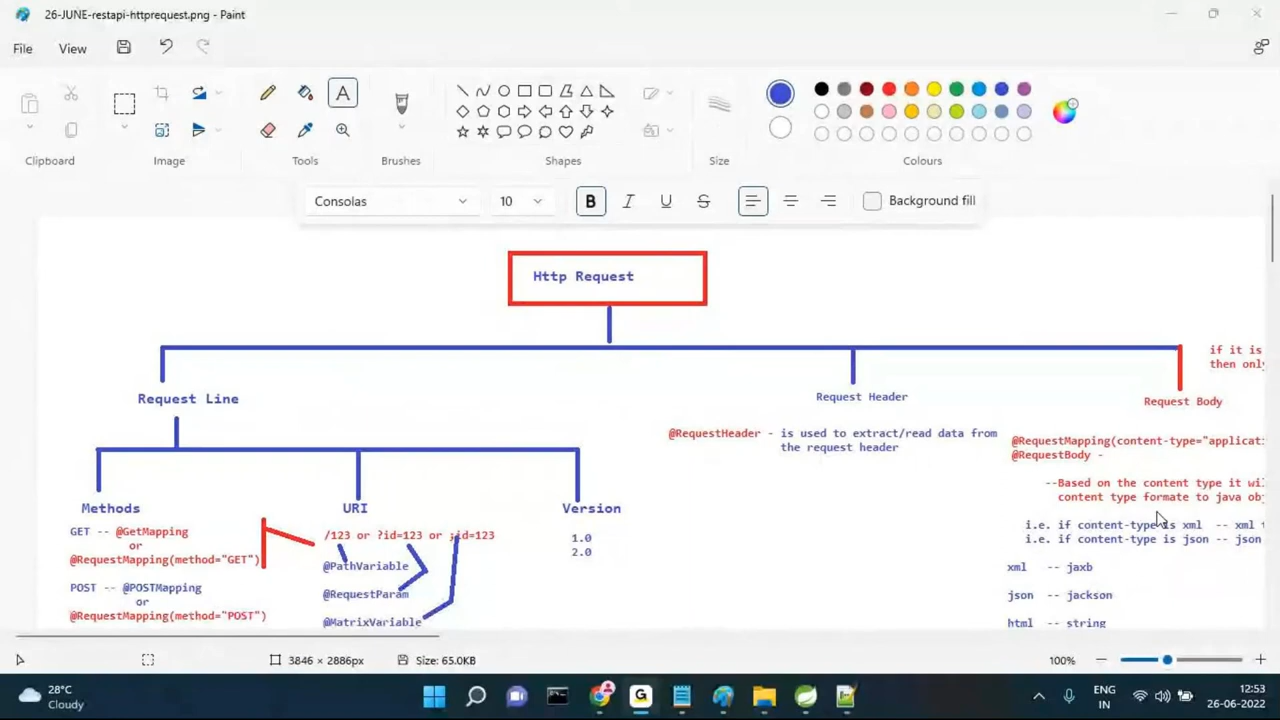 26-JUNE-restapi-httprequest.png - Paint
File View
Clipboard Image Tools Brushes Shapes Size Colours
Consolas 10 B I U S Background fill
Http Request
if it is
then only
Request Line
Request Header
Request Body
@RequestHeader - is used to extract/read data from
the request header
@RequestMapping(content-type="applicati
@RequestBody -
--Based on the content type it wil
content type formate to java obj
Methods
URI
Version
GET -- @GetMapping
or
@RequestMapping(method="GET")
/123 or ?id=123 or ;id=123
1.0
2.0
i.e. if content-type is xml -- xml t
i.e. if content-type is json -- json
@PathVariable
xml -- jaxb
POST -- @POSTMapping
or
@RequestMapping(method="POST")
@RequestParam
json -- jackson
@MatrixVariable
html -- string
3846 × 2886px Size: 65.0KB 100%
28°C
Cloudy
ENG
IN
12:53
26-06-2022